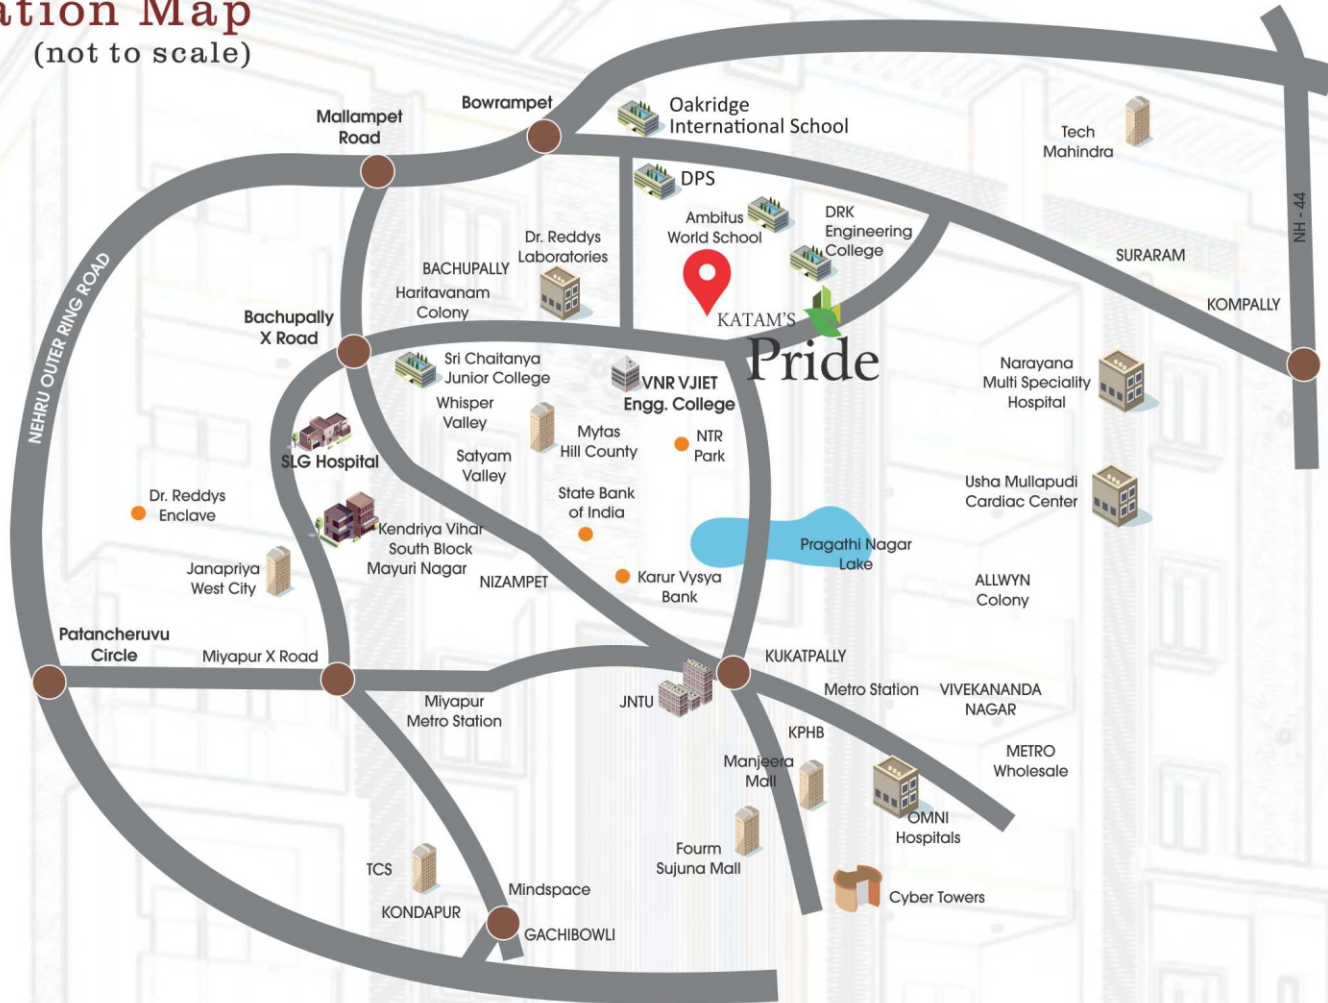 ation Map
(not to scale)
Bowrampet
Oakridge
International School
Mallampet
Road
Tech
Mahindra
DPS
NH - 44
Ambitus
World School
DRK
Engineering
College
Dr. Reddys
Laboratories
SURARAM
BACHUPALLY
Haritavanam
Colony
KOMPALLY
NEHRU OUTER RING ROAD
Bachupally
X Road
KATAM'S
Pride
Sri Chaitanya
Junior College
VNR VJIET
Engg. College
Narayana
Multi Speciality
Hospital
Whisper
Valley
Mytas
Hill County
NTR
Park
SLG Hospital
Satyam
Valley
Usha Mullapudi
Cardiac Center
Dr. Reddys
Enclave
State Bank
of India
Kendriya Vihar
South Block
Mayuri Nagar
Pragathi Nagar
Lake
Janapriya
West City
NIZAMPET
Karur Vysya
Bank
ALLWYN
Colony
Patancheruvu
Circle
Miyapur X Road
KUKATPALLY
Miyapur
Metro Station
JNTU
Metro Station
VIVEKANANDA
NAGAR
KPHB
Manjeera
Mall
METRO
Wholesale
OMNI
Hospitals
Fourm
Sujuna Mall
TCS
Mindspace
Cyber Towers
KONDAPUR
GACHIBOWLI